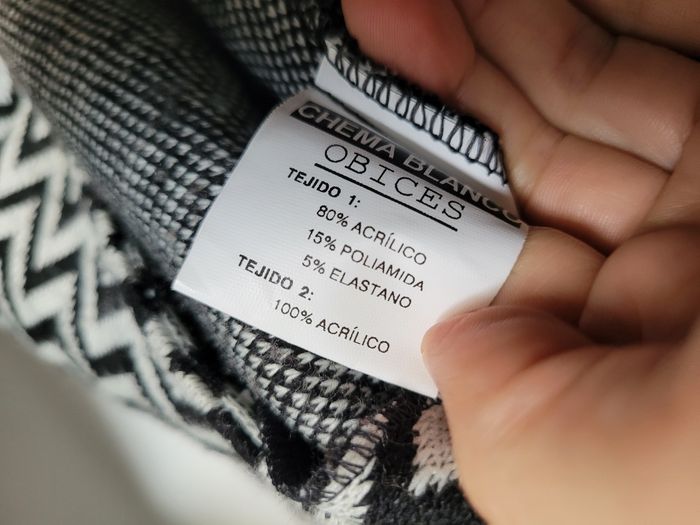 CHEMA BLANCO
OBICES
TEJIDO 1:
80% ACRÍLICO
15% POLIAMIDA
5% ELASTANO
TEJIDO 2:
100% ACRÍLICO